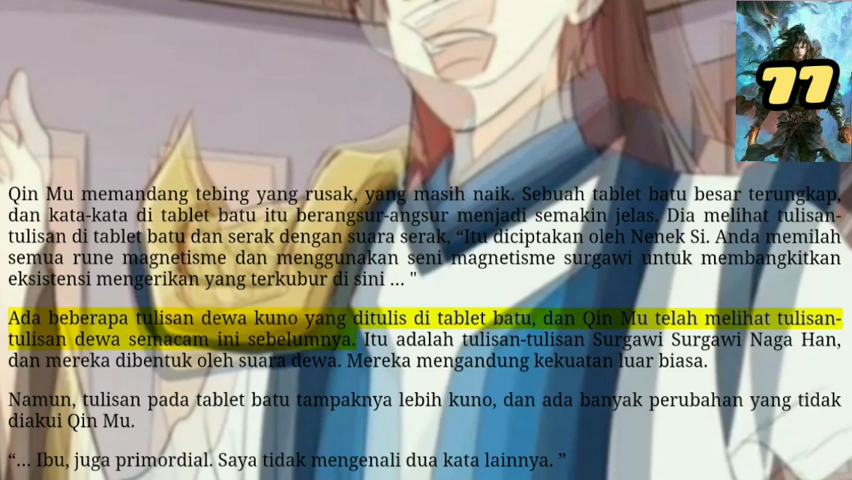 77
Qin Mu memandang tebing yang rusak, yang masih naik. Sebuah tablet batu besar terungkap,
dan kata-kata di tablet batu itu berangsur-angsur menjadi semakin jelas. Dia melihat tulisan-
tulisan di tablet batu dan serak dengan suara serak, “Itu diciptakan oleh Nenek Si. Anda memilah
semua rune magnetisme dan menggunakan seni magnetisme surgawi untuk membangkitkan
eksistensi mengerikan yang terkubur di sini ... "
Ada beberapa tulisan dewa kuno yang ditulis di tablet batu, dan Qin Mu telah melihat tulisan-
tulisan dewa semacam ini sebelumnya. Itu adalah tulisan-tulisan Surgawi Surgawi Naga Han,
dan mereka dibentuk oleh suara dewa. Mereka mengandung kekuatan luar biasa.
Namun, tulisan pada tablet batu tampaknya lebih kuno, dan ada banyak perubahan yang tidak
diakui Qin Mu.
“... Ibu, juga primordial. Saya tidak mengenali dua kata lainnya. ”